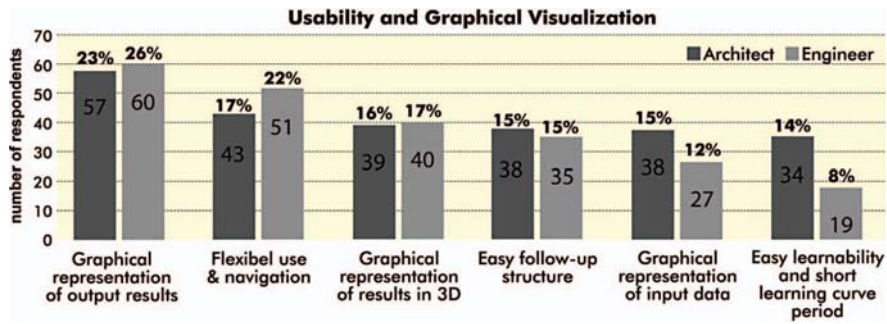 Usability and Graphical Visualization
number of respondents
70
60
50
40
30
20
10
0
Architect Engineer
23% 26%
57 60
17% 22%
43 51
16% 17%
39 40
15% 15%
38 35
15% 12%
38 27
14% 8%
34 19
Graphical
representation
of output results
Flexibel use
& navigation
Graphical
representation
of results in 3D
Easy follow-up
structure
Graphical
representation
of input data
Easy learnability
and short
learning curve
period